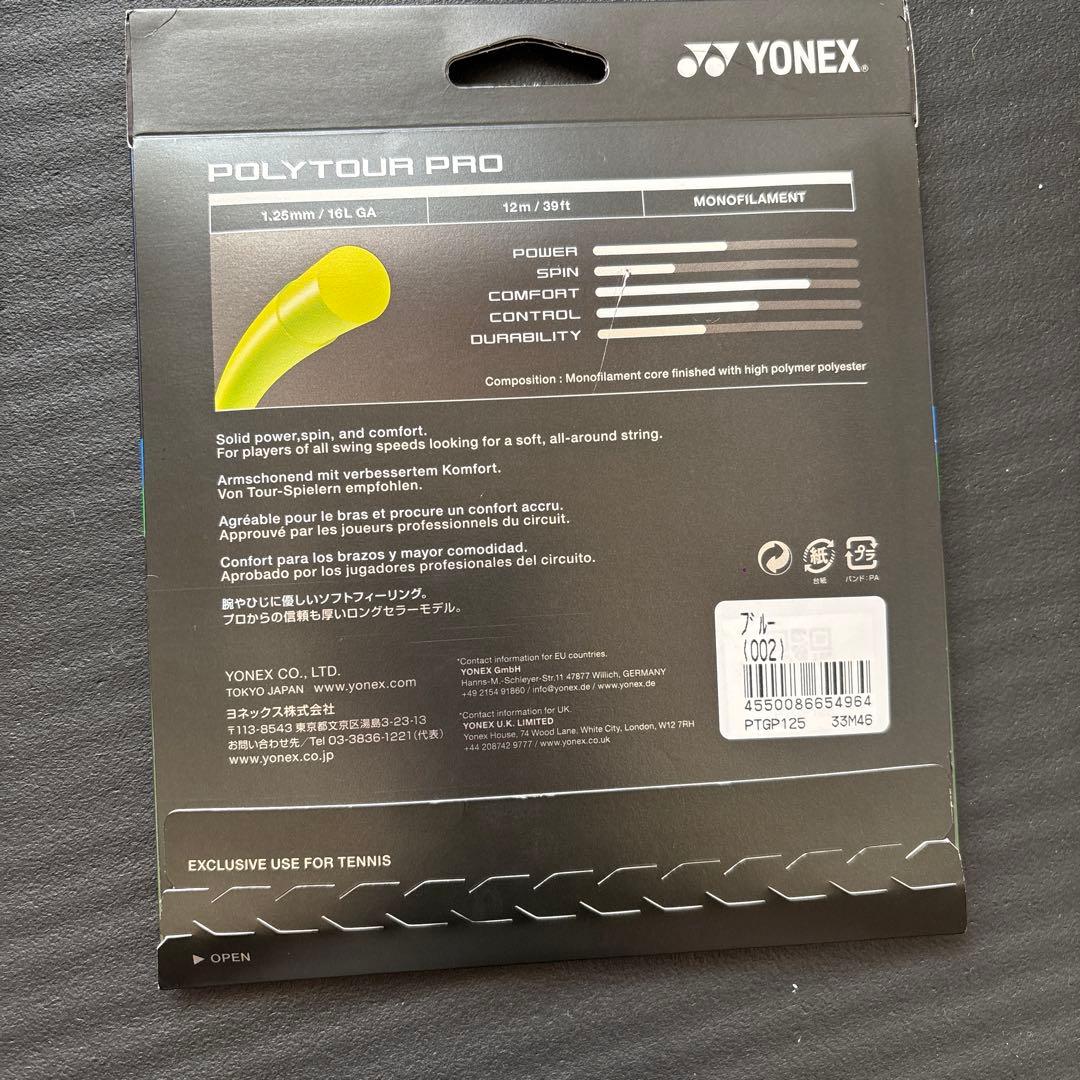 YONEX®
POLYTOUR PRO
1.25mm / 16L GA
12m / 39ft
MONOFILAMENT
POWER
SPIN
COMFORT
CONTROL
DURABILITY
Composition : Monofilament core finished with high polymer polyester
Solid power,spin, and comfort.
For players of all swing speeds looking for a soft, all-around string.
Armschonend mit verbessertem Komfort.
Von Tour-Spielern empfohlen.
Agréable pour le bras et procure un confort accru.
Approuvé par les joueurs professionnels du circuit.
Confort para los brazos y mayor comodidad.
Aprobado por los jugadores profesionales del circuito.
腕やひじに優しいソフトフィーリング。
プロからの信頼も厚いロングセラーモデル。
紙
台紙
プラ
バンド:PA
ブルー
(002)
4550086654964
PTGP125 33M46
YONEX CO., LTD.
TOKYO JAPAN www.yonex.com
ヨネックス株式会社
〒113-8543 東京都文京区湯島3-23-13
お問い合わせ先/Tel 03-3836-1221(代表)
www.yonex.co.jp
*Contact information for EU countries.
YONEX GmbH
Hanns-M.-Schleyer-Str.11 47877 Willich, GERMANY
+49 2154 91860 / info@yonex.de / www.yonex.de
*Contact information for UK.
YONEX U.K. LIMITED
Yonex House, 74 Wood Lane, White City, London, W12 7RH
+44 208742 9777 / www.yonex.co.uk
EXCLUSIVE USE FOR TENNIS
▶ OPEN